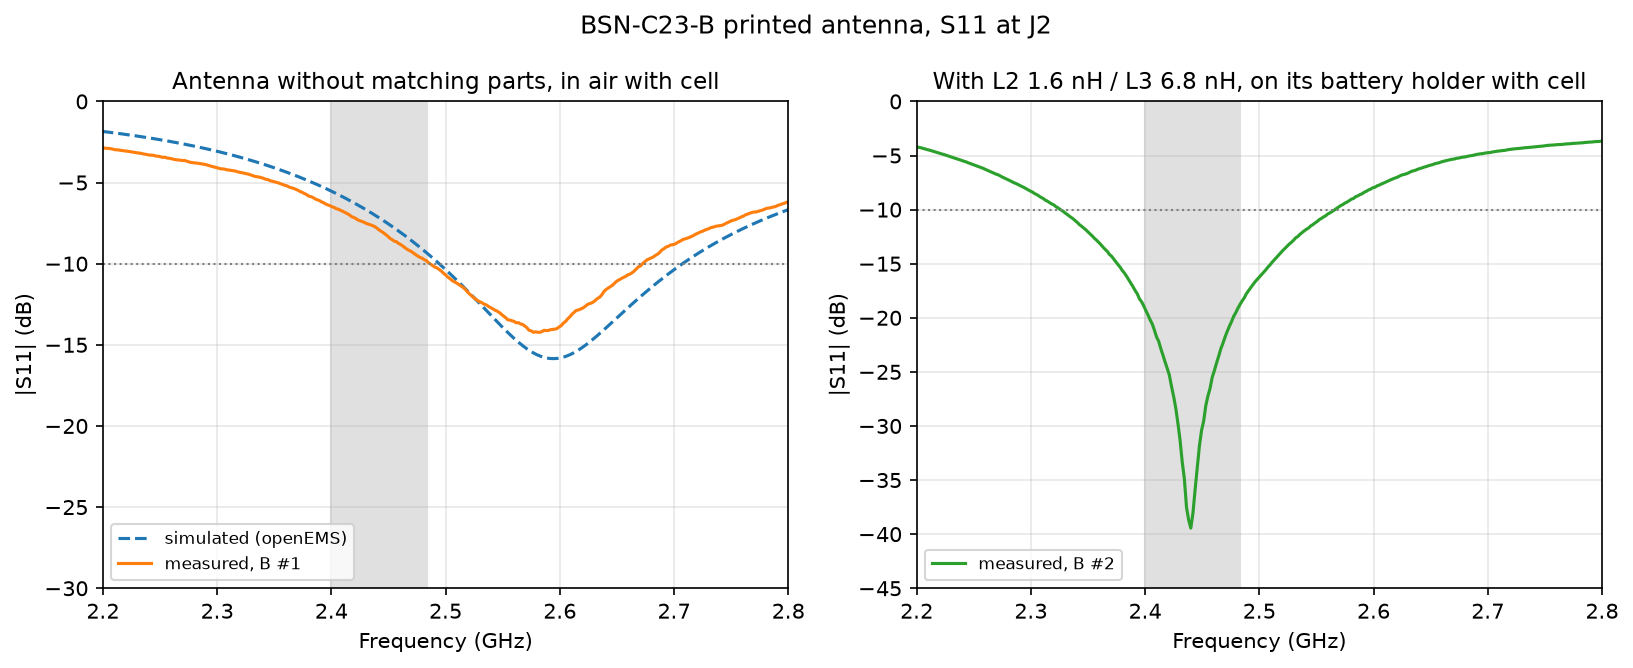 BSN-C23-B printed antenna, S11 at J2
Antenna without matching parts, in air with cell
|S11| (dB)
0
−5
−10
−15
−20
−25
−30
simulated (openEMS)
measured, B #1
2.2 2.3 2.4 2.5 2.6 2.7 2.8
Frequency (GHz)
With L2 1.6 nH / L3 6.8 nH, on its battery holder with cell
|S11| (dB)
0
−5
−10
−15
−20
−25
−30
−35
−40
−45
measured, B #2
2.2 2.3 2.4 2.5 2.6 2.7 2.8
Frequency (GHz)